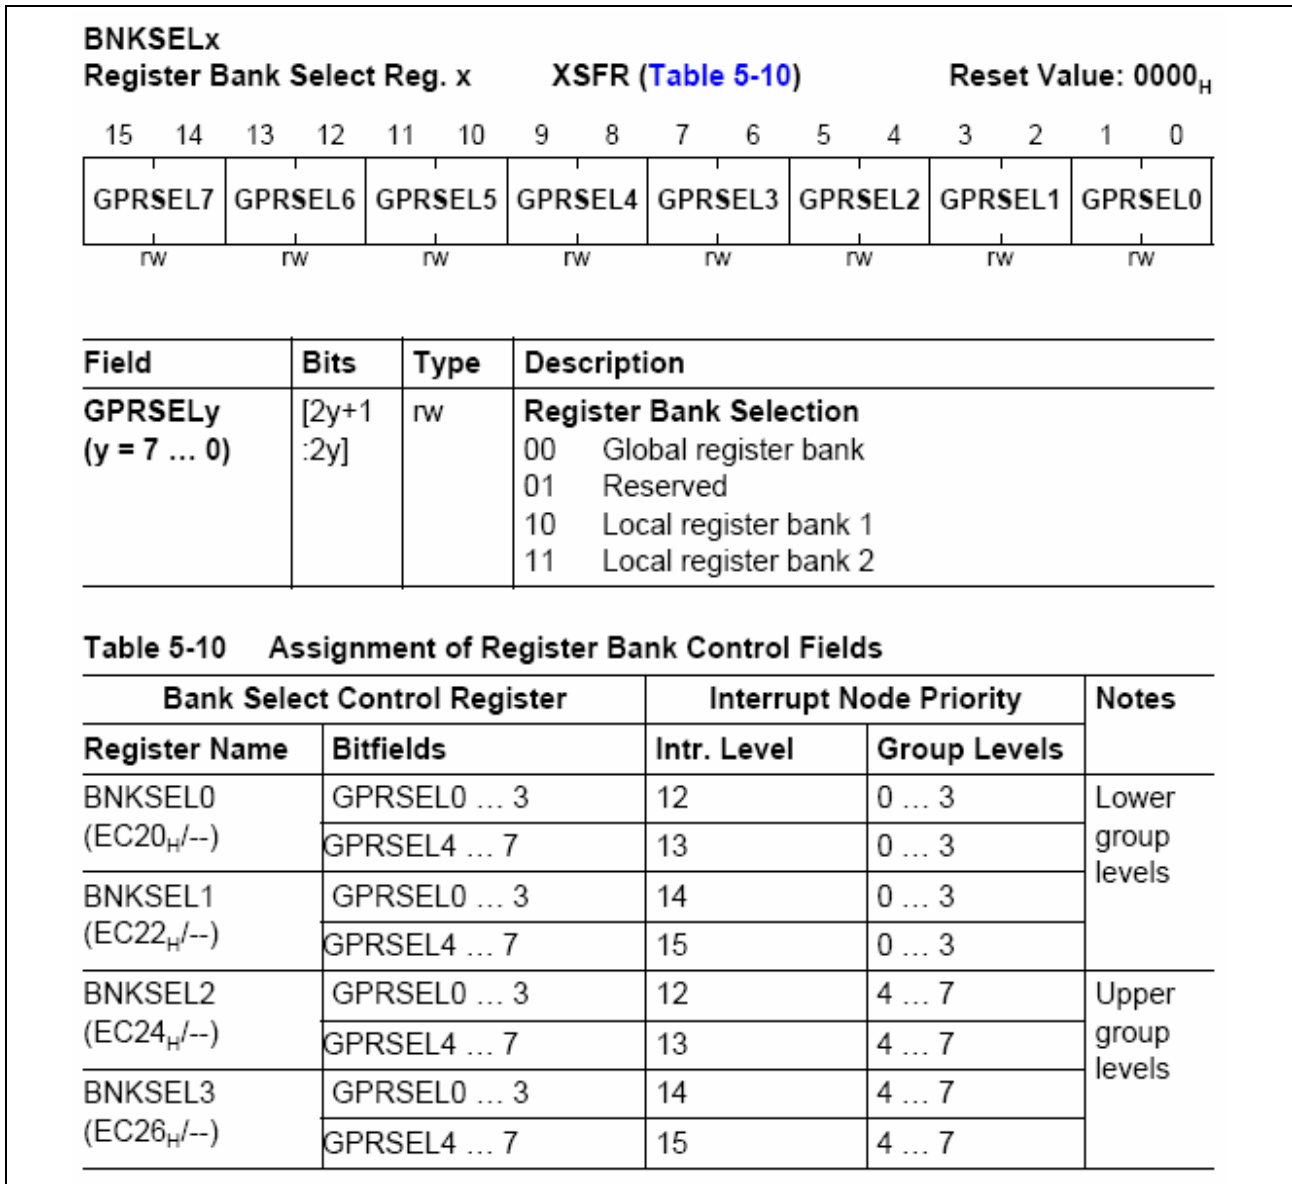 BNKSELx
Register Bank Select Reg. x XSFR (Table 5-10) Reset Value: 0000H
15 14 13 12 11 10 9 8 7 6 5 4 3 2 1 0
GPRSEL7 GPRSEL6 GPRSEL5 GPRSEL4 GPRSEL3 GPRSEL2 GPRSEL1 GPRSEL0
rw rw rw rw rw rw rw rw
Field Bits Type Description
GPRSELy [2y+1 rw Register Bank Selection
(y = 7 … 0) :2y] 00 Global register bank
01 Reserved
10 Local register bank 1
11 Local register bank 2
Table 5-10 Assignment of Register Bank Control Fields
Bank Select Control Register Interrupt Node Priority Notes
Register Name Bitfields Intr. Level Group Levels
BNKSEL0 GPRSEL0 … 3 12 0 … 3 Lower
(EC20H/--) GPRSEL4 … 7 13 0 … 3 group
BNKSEL1 GPRSEL0 … 3 14 0 … 3 levels
(EC22H/--) GPRSEL4 … 7 15 0 … 3
BNKSEL2 GPRSEL0 … 3 12 4 … 7 Upper
(EC24H/--) GPRSEL4 … 7 13 4 … 7 group
BNKSEL3 GPRSEL0 … 3 14 4 … 7 levels
(EC26H/--) GPRSEL4 … 7 15 4 … 7